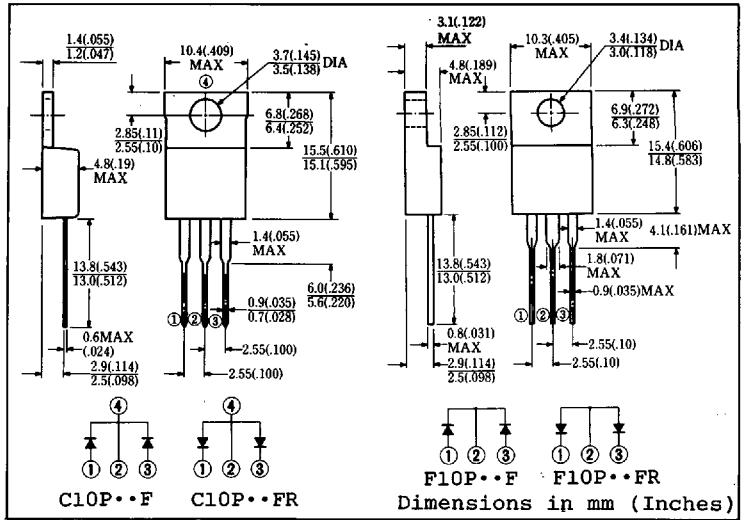 1.4(.055)
1.2(.047)
10.4(.409)
MAX
④
3.7(.145)
3.5(.138) DIA
2.85(.11)
2.55(.10)
6.8(.268)
6.4(.252)
15.5(.610)
15.1(.595)
4.8(.19)
MAX
1.4(.055)
MAX
13.8(.543)
13.0(.512)
6.0(.236)
5.6(.220)
0.9(.035)
0.7(.028)
① ② ③
0.6MAX
(.024)
2.55(.100)
2.9(.114)
2.5(.098)
2.55(.100)
④
① ② ③
C10P··F
④
① ② ③
C10P··FR
3.1(.122)
MAX
10.3(.405)
MAX
3.4(.134)
3.0(.118) DIA
4.8(.189)
MAX
2.85(.112)
2.55(.100)
6.9(.272)
6.3(.248)
15.4(.606)
14.8(.583)
1.4(.055)
MAX
4.1(.161)MAX
13.8(.543)
13.0(.512)
1.8(.071)
MAX
0.9(.035)MAX
① ② ③
0.8(.031)
MAX
2.55(.10)
2.9(.114)
2.5(.098)
2.55(.10)
① ② ③
F10P··F
① ② ③
F10P··FR
Dimensions in mm (Inches)